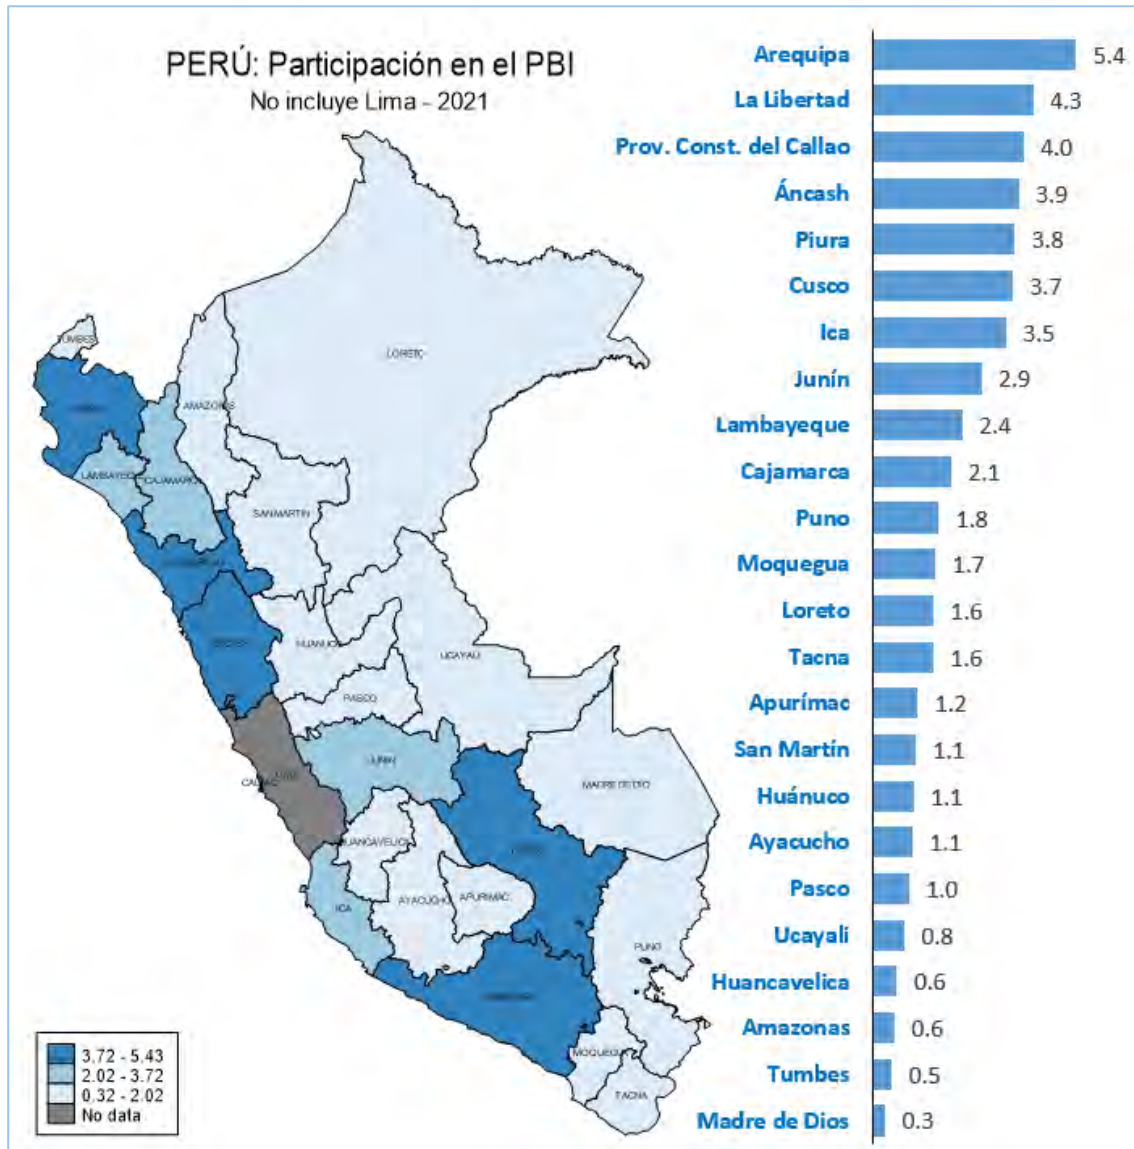 PERÚ: Participación en el PBI
No incluye Lima - 2021
Arequipa 5.4
La Libertad 4.3
Prov. Const. del Callao 4.0
Áncash 3.9
Piura 3.8
Cusco 3.7
Ica 3.5
Junín 2.9
Lambayeque 2.4
Cajamarca 2.1
Puno 1.8
Moquegua 1.7
Loreto 1.6
Tacna 1.6
Apurímac 1.2
San Martín 1.1
Huánuco 1.1
Ayacucho 1.1
Pasco 1.0
Ucayali 0.8
Huancavelica 0.6
Amazonas 0.6
Tumbes 0.5
Madre de Dios 0.3
TUMBES
LORETO
AMAZONAS
CAJAMARCA
SAN MARTIN
HUANUCO
UCAYALI
PASCO
JUNIN
MADRE DE DIO
HUANCAVELICA
ICA
AYACUCHO
APURIMAC
PUNO
MOQUEGUA
TACNA
3.72 - 5.43
2.02 - 3.72
0.32 - 2.02
No data